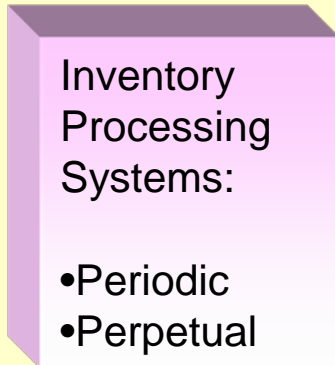 Inventory
Processing
Systems:
•Periodic
•Perpetual